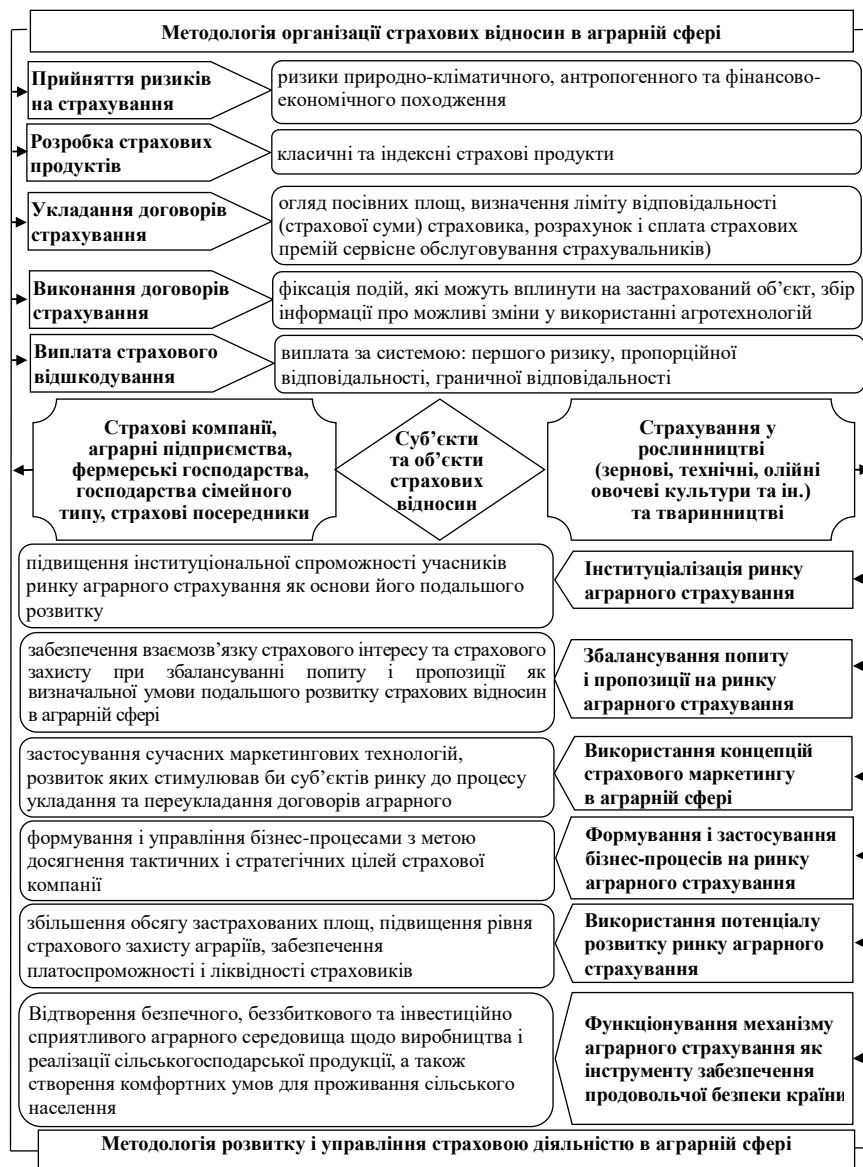 Методологія організації страхових відносин в аграрній сфері
Прийняття ризиків
на страхування
ризики природно-кліматичного, антропогенного та фінансово-
економічного походження
Розробка страхових
продуктів
класичні та індексні страхові продукти
Укладання договорів
страхування
огляд посівних площ, визначення ліміту відповідальності
(страхової суми) страховика, розрахунок і сплата страхових
премій сервісне обслуговування страхувальників)
Виконання договорів
страхування
фіксація подій, які можуть вплинути на застрахований об’єкт, збір
інформації про можливі зміни у використанні агротехнологій
Виплата страхового
відшкодування
виплата за системою: першого ризику, пропорційної
відповідальності, граничної відповідальності
Страхові компанії,
аграрні підприємства,
фермерські господарства,
господарства сімейного
типу, страхові посередники
Суб’єкти
та об’єкти
страхових
відносин
Страхування у
рослинництві
(зернові, технічні, олійні
овочеві культури та ін.)
та тваринництві
підвищення інституціональної спроможності учасників
ринку аграрного страхування як основи його подальшого
розвитку
Інституціалізація ринку
аграрного страхування
забезпечення взаємозв’язку страхового інтересу та страхового
захисту при збалансуванні попиту і пропозиції як
визначальної умови подальшого розвитку страхових відносин
в аграрній сфері
Збалансування попиту
і пропозиції на ринку
аграрного страхування
застосування сучасних маркетингових технологій,
розвиток яких стимулював би суб’єктів ринку до процесу
укладання та переукладання договорів аграрного
Використання концепцій
страхового маркетингу
в аграрній сфері
формування і управління бізнес-процесами з метою
досягнення тактичних і стратегічних цілей страхової
компанії
Формування і застосування
бізнес-процесів на ринку
аграрного страхування
збільшення обсягу застрахованих площ, підвищення рівня
страхового захисту аграріїв, забезпечення
платоспроможності і ліквідності страховиків
Використання потенціалу
розвитку ринку аграрного
страхування
Відтворення безпечного, беззбиткового та інвестиційно
сприятливого аграрного середовища щодо виробництва і
реалізації сільськогосподарської продукції, а також
створення комфортних умов для проживання сільського
населення
Функціонування механізму
аграрного страхування як
інструменту забезпечення
продовольчої безпеки країни
Методологія розвитку і управління страховою діяльністю в аграрній сфері